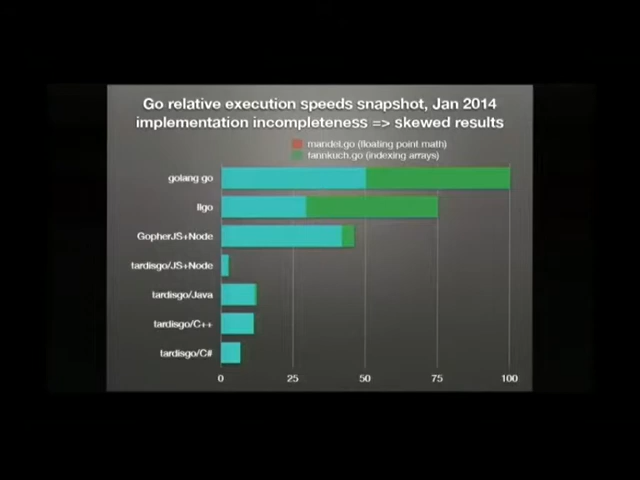 Go relative execution speeds snapshot, Jan 2014
implementation incompleteness => skewed results
mandel.go (floating point math)
fannkuch.go (indexing arrays)
golang go
llgo
GopherJS+Node
tardisgo/JS+Node
tardisgo/Java
tardisgo/C++
tardisgo/C#
0 25 50 75 100